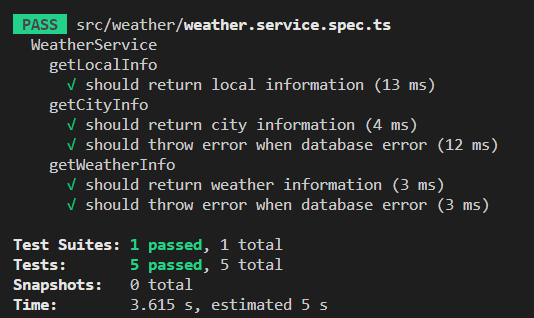 PASS src/weather/weather.service.spec.ts
WeatherService
getLocalInfo
√ should return local information (13 ms)
getCityInfo
√ should return city information (4 ms)
√ should throw error when database error (12 ms)
getWeatherInfo
√ should return weather information (3 ms)
√ should throw error when database error (3 ms)
Test Suites: 1 passed, 1 total
Tests: 5 passed, 5 total
Snapshots: 0 total
Time: 3.615 s, estimated 5 s